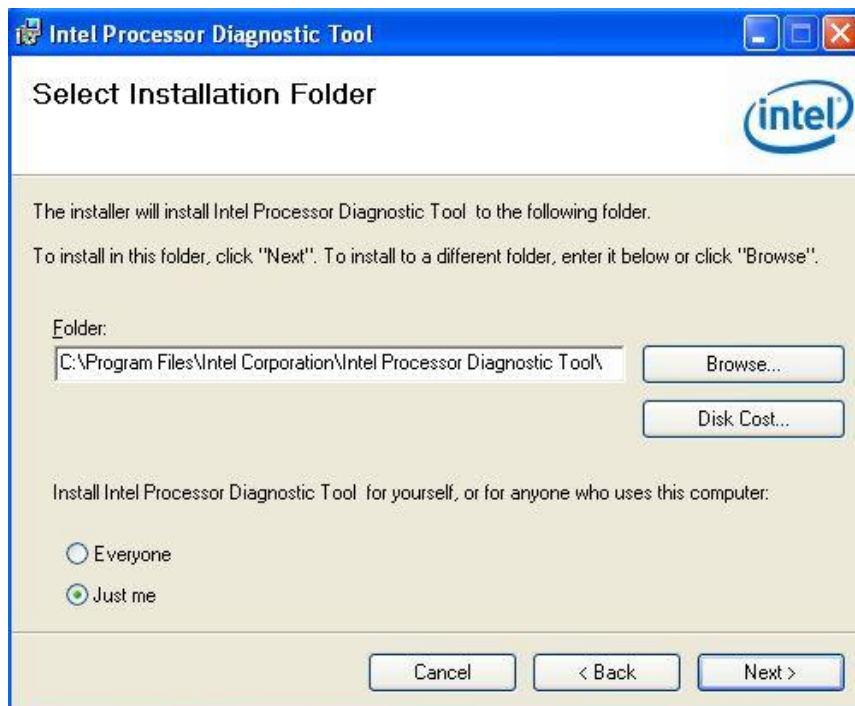 Intel Processor Diagnostic Tool
Select Installation Folder
intel
The installer will install Intel Processor Diagnostic Tool to the following folder.
To install in this folder, click "Next". To install to a different folder, enter it below or click "Browse".
Folder:
C:\Program Files\Intel Corporation\Intel Processor Diagnostic Tool\
Browse...
Disk Cost...
Install Intel Processor Diagnostic Tool for yourself, or for anyone who uses this computer:
Everyone
Just me
Cancel
< Back
Next >